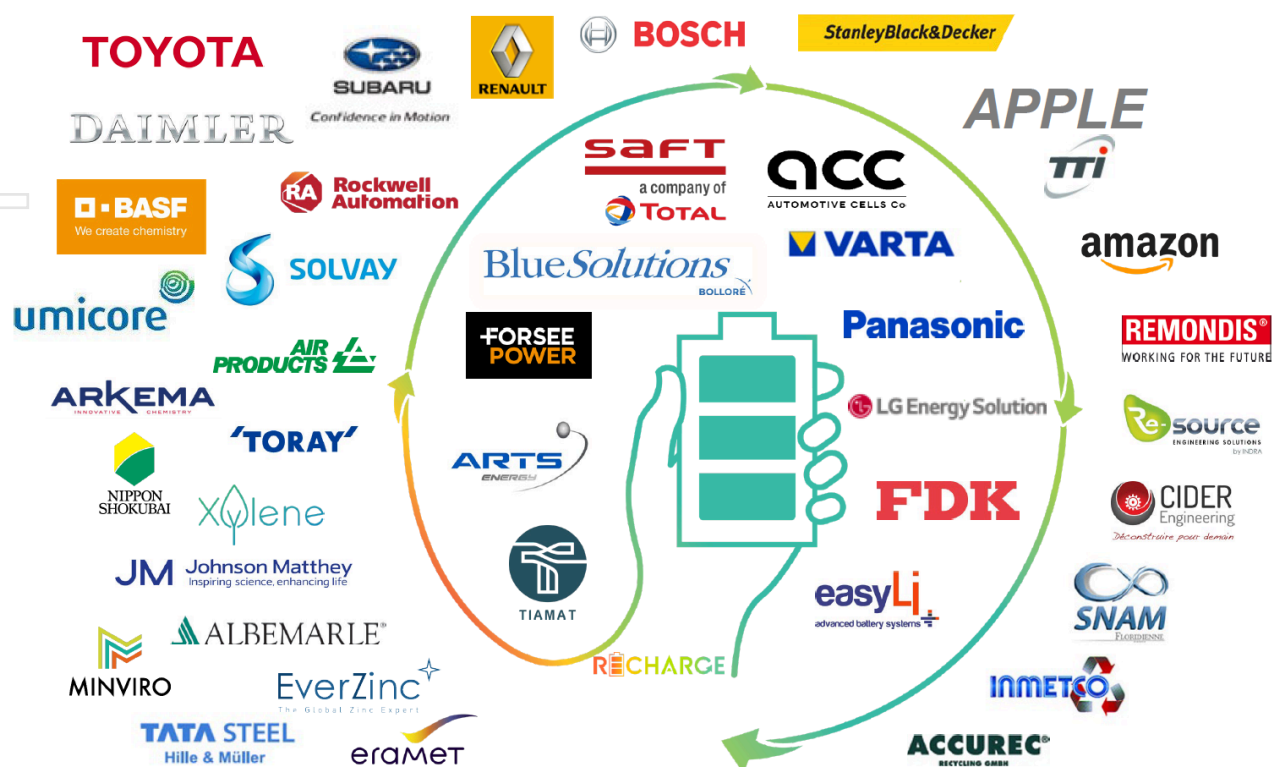 TOYOTA
SUBARU
Confidence in Motion
RENAULT
BOSCH
StanleyBlack&Decker
DAIMLER
APPLE
TTi
saFT
a company of
TOTAL
acc
AUTOMOTIVE CELLS Co
RA Rockwell
Automation
BASF
We create chemistry
VARTA
amazon
SOLVAY
BlueSolutions
BOLLORÉ
umicore
FORSEE
POWER
Panasonic
REMONDIS®
WORKING FOR THE FUTURE
AIR
PRODUCTS
ARKEMA
INNOVATIVE CHEMISTRY
LG Energy Solution
Re-source
ENGINEERING SOLUTIONS
by INDRA
'TORAY'
ARTS
ENERGY
NIPPON
SHOKUBAI
Xylene
FDK
CIDER
Engineering
Déconstruire pour demain
JM Johnson Matthey
Inspiring science, enhancing life
TIAMAT
easyLi
advanced battery systems
SNAM
FLORIDIENNE
ALBEMARLE®
MINVIRO
RECHARGE
EverZinc
The Global Zinc Expert
INMETCO
TATA STEEL
Hille & Müller
eramet
ACCUREC®
RECYCLING GMBH